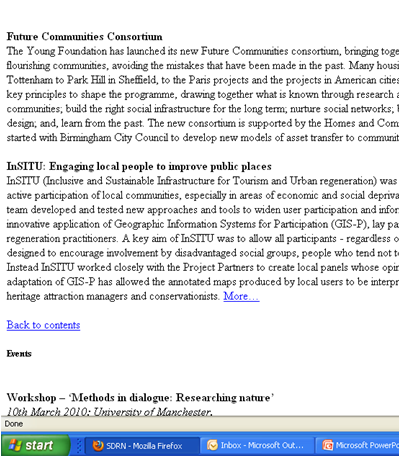 Future Communities Consortium
The Young Foundation has launched its new Future Communities consortium, bringing toge
flourishing communities, avoiding the mistakes that have been made in the past. Many housi
Tottenham to Park Hill in Sheffield, to the Paris projects and the projects in American cities
key principles to shape the programme, drawing together what is known through research a
communities; build the right social infrastructure for the long term; nurture social networks; b
design; and, learn from the past. The new consortium is supported by the Homes and Com
started with Birmingham City Council to develop new models of asset transfer to communit
InSITU: Engaging local people to improve public places
InSITU (Inclusive and Sustainable Infrastructure for Tourism and Urban regeneration) was
active participation of local communities, especially in areas of economic and social depriva
team developed and tested new approaches and tools to widen user participation and infor
innovative application of Geographic Information Systems for Participation (GIS-P), lay pa
regeneration practitioners. A key aim of InSITU was to allow all participants - regardless o
designed to encourage involvement by disadvantaged social groups, people who tend not t
Instead InSITU worked closely with the Project Partners to create local panels whose opin
adaptation of GIS-P has allowed the annotated maps produced by local users to be interpr
heritage attraction managers and conservationists. More...
Back to contents
Events
Workshop – ‘Methods in dialogue: Researching nature’
10th March 2010; University of Manchester.
Done
start
SDRN - Mozilla Firefox
Inbox - Microsoft Out...
Microsoft PowerPo